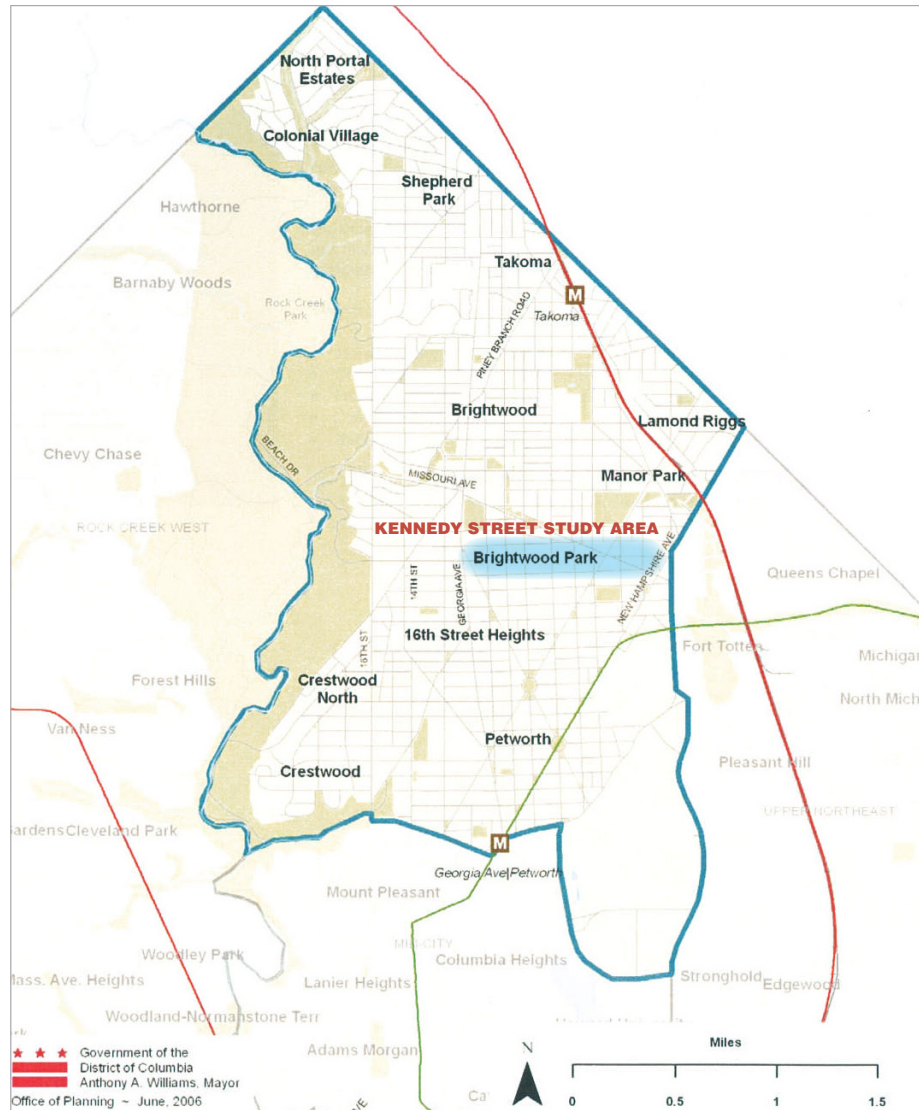 North Portal
Estates
Colonial Village
Shepherd
Park
Hawthorne
Takoma
Barnaby Woods
M
Rock Creek
Park
Takoma
PINEY BRANCH ROAD
Brightwood
Lamond Riggs
Chevy Chase
BEACH DR
Manor Park
MISSOURI AVE
ROCK CREEK WEST
KENNEDY STREET STUDY AREA
Brightwood Park
Queens Chapel
14TH ST
GEORGIA AVE
NEW HAMPSHIRE AVE
16th Street Heights
16TH ST
Fort Totten
Michigan
Forest Hills
Crestwood
North
North Mich
Van Ness
Petworth
Crestwood
Pleasant Hill
UPPER NORTHEAST
Gardens
Cleveland Park
M
Georgia Ave|Petworth
Mount Pleasant
MID-CITY
Woodley Park
Columbia Heights
Mass. Ave. Heights
Lanier Heights
Stronghold
Edgewood
Woodland-Normanstone Terr
Adams Morgan
N
Miles
Government of the
District of Columbia
Anthony A. Williams, Mayor
Office of Planning ~ June, 2006
AVE
0 0.5 1 1.5